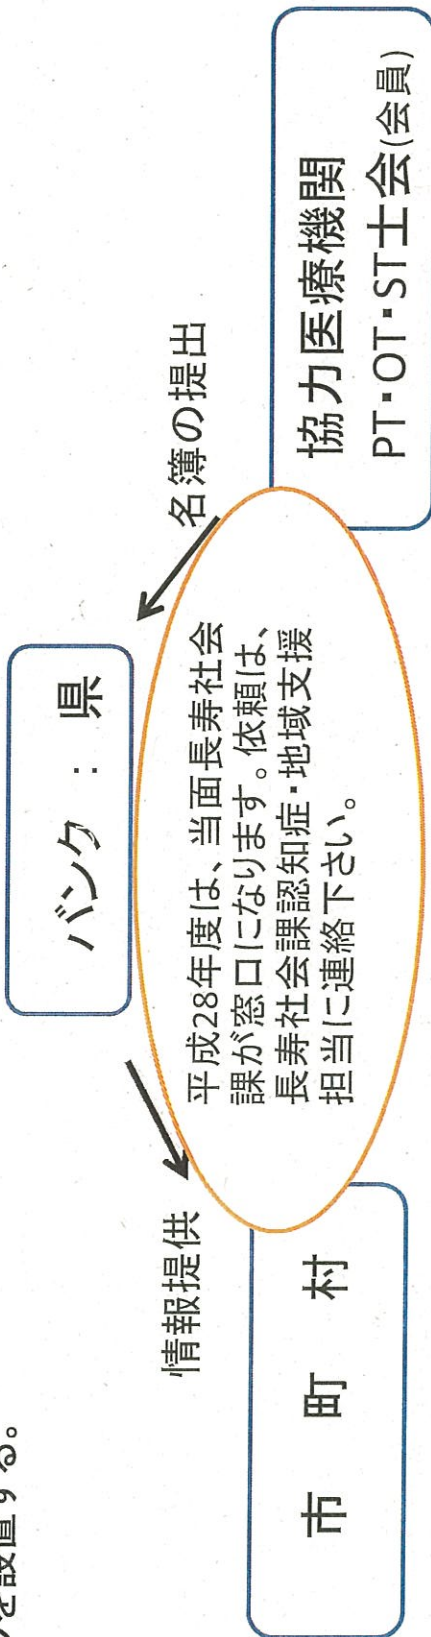 を設置する。
バンク : 県
情報提供
名簿の提出
平成28年度は、当面長寿社会
課が窓口になります。依頼は、
長寿社会課認知症・地域支援
担当に連絡下さい。
市 町 村
協力医療機関
PT・OT・ST士会(会員)